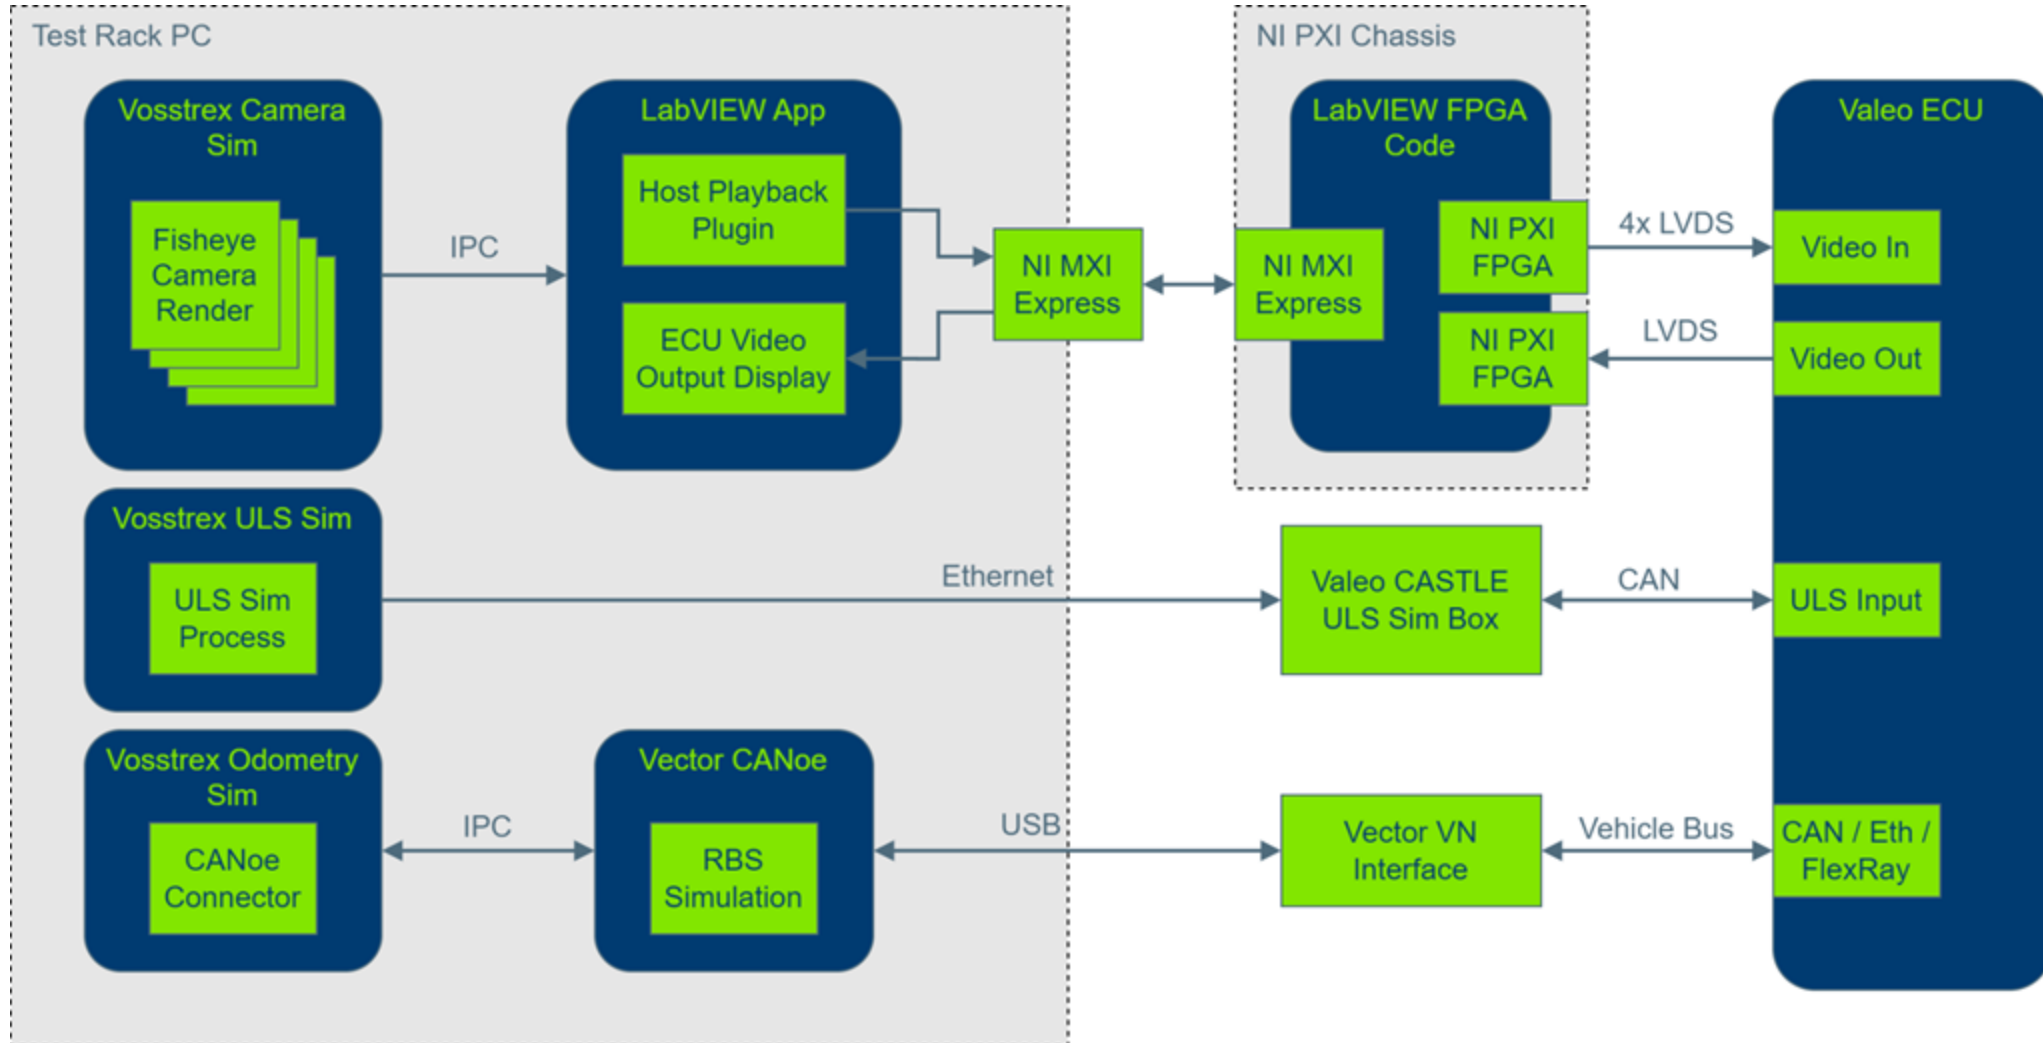 Test Rack PC
NI PXI Chassis
Vosstrex Camera
Sim
LabVIEW App
LabVIEW FPGA
Code
Valeo ECU
Fisheye
Camera
Render
IPC
Host Playback
Plugin
ECU Video
Output Display
NI MXI
Express
NI MXI
Express
NI PXI
FPGA
4x LVDS
Video In
NI PXI
FPGA
LVDS
Video Out
Vosstrex ULS Sim
ULS Sim
Process
Ethernet
Valeo CASTLE
ULS Sim Box
CAN
ULS Input
Vosstrex Odometry
Sim
CANoe
Connector
IPC
Vector CANoe
RBS
Simulation
USB
Vector VN
Interface
Vehicle Bus
CAN / Eth /
FlexRay